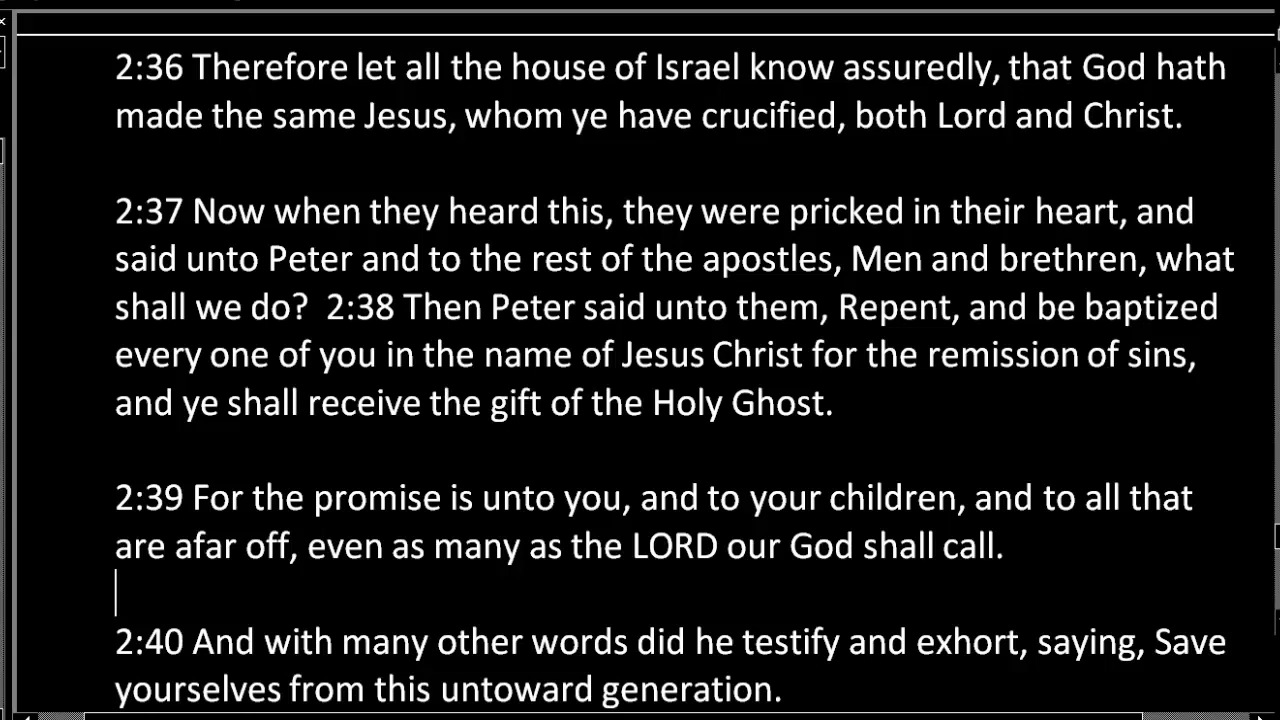 2:36 Therefore let all the house of Israel know assuredly, that God hath
made the same Jesus, whom ye have crucified, both Lord and Christ.
2:37 Now when they heard this, they were pricked in their heart, and
said unto Peter and to the rest of the apostles, Men and brethren, what
shall we do?  2:38 Then Peter said unto them, Repent, and be baptized
every one of you in the name of Jesus Christ for the remission of sins,
and ye shall receive the gift of the Holy Ghost.
2:39 For the promise is unto you, and to your children, and to all that
are afar off, even as many as the LORD our God shall call.
2:40 And with many other words did he testify and exhort, saying, Save
yourselves from this untoward generation.